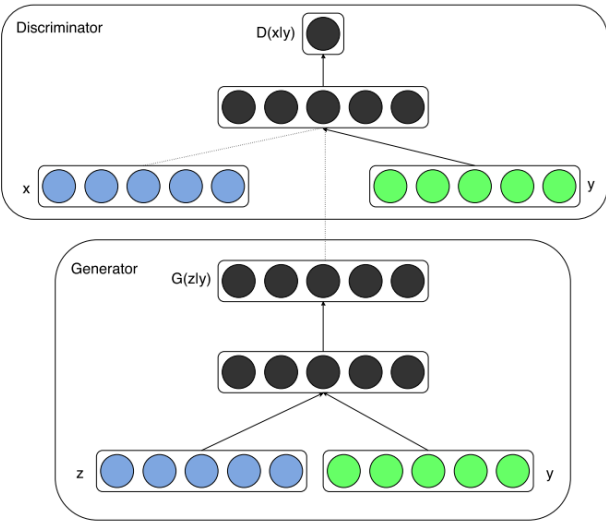 Discriminator
D(x|y)
x
y
Generator
G(z|y)
z
y